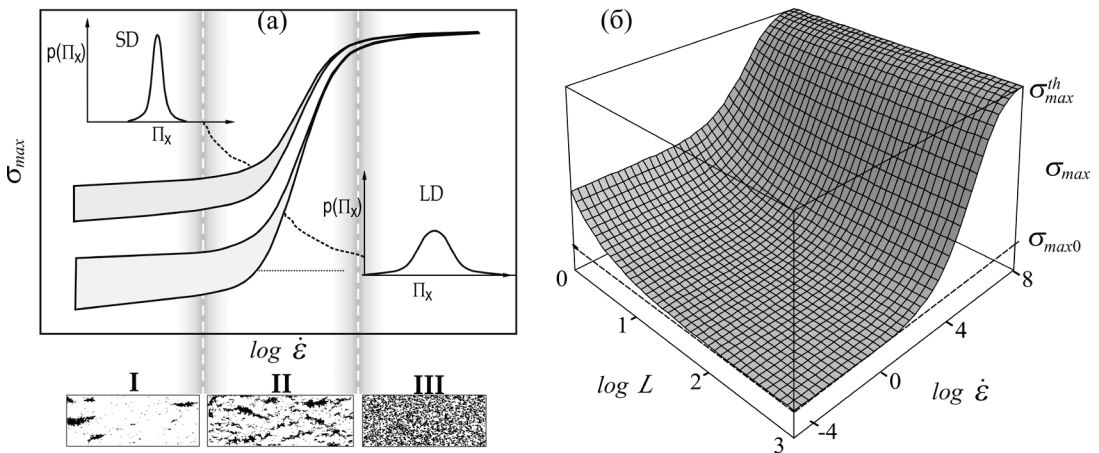 (a)
SD
p(Πx)
Πx
LD
p(Πx)
Πx
σmax
log ε̇
I II III
(б)
σ^th_max
σmax
σmax0
0
1
2
3
log L
-4
0
4
8
log ε̇